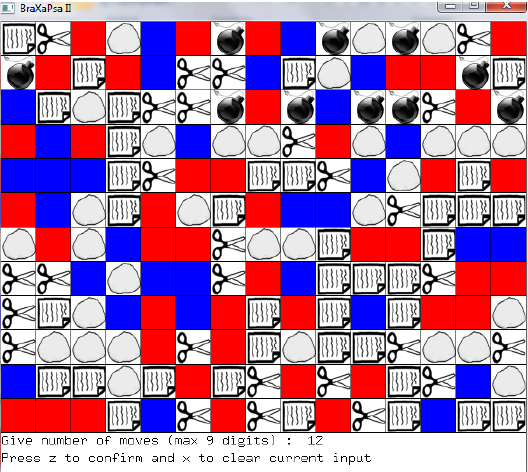 BraXaPsa II
Give number of moves (max 9 digits) :  12
Press z to confirm and x to clear current input